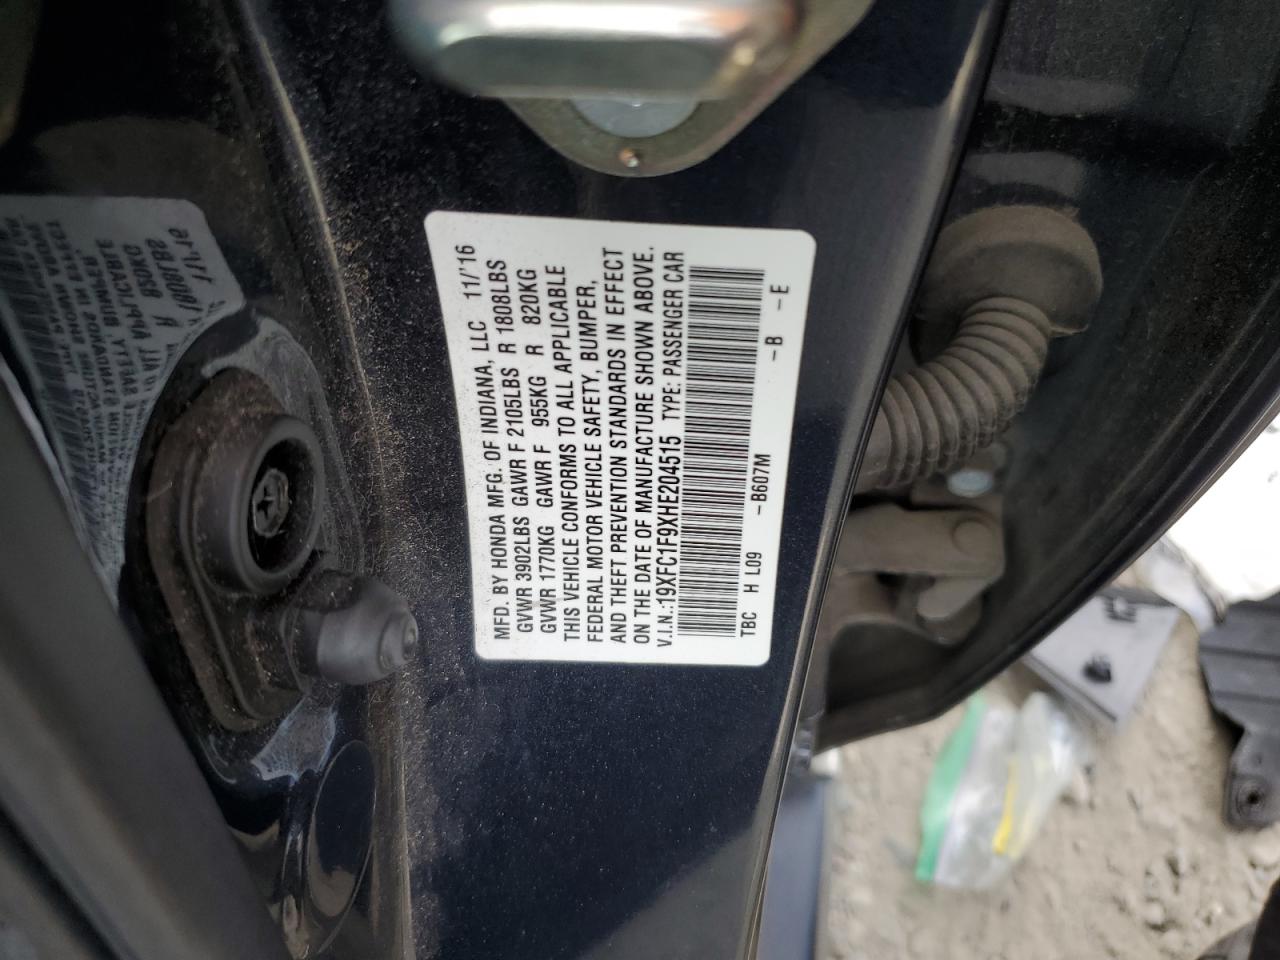 MFD. BY HONDA MFG. OF INDIANA, LLC 11/'16
GVWR 3902LBS GAWR F 2105LBS R 1808LBS
GVWR 1770KG GAWR F 955KG R 820KG
THIS VEHICLE CONFORMS TO ALL APPLICABLE
FEDERAL MOTOR VEHICLE SAFETY, BUMPER,
AND THEFT PREVENTION STANDARDS IN EFFECT
ON THE DATE OF MANUFACTURE SHOWN ABOVE.
V.I.N.:19XFC1F9XHE204515 TYPE: PASSENGER CAR
-B607M -B -E
TBC H L09